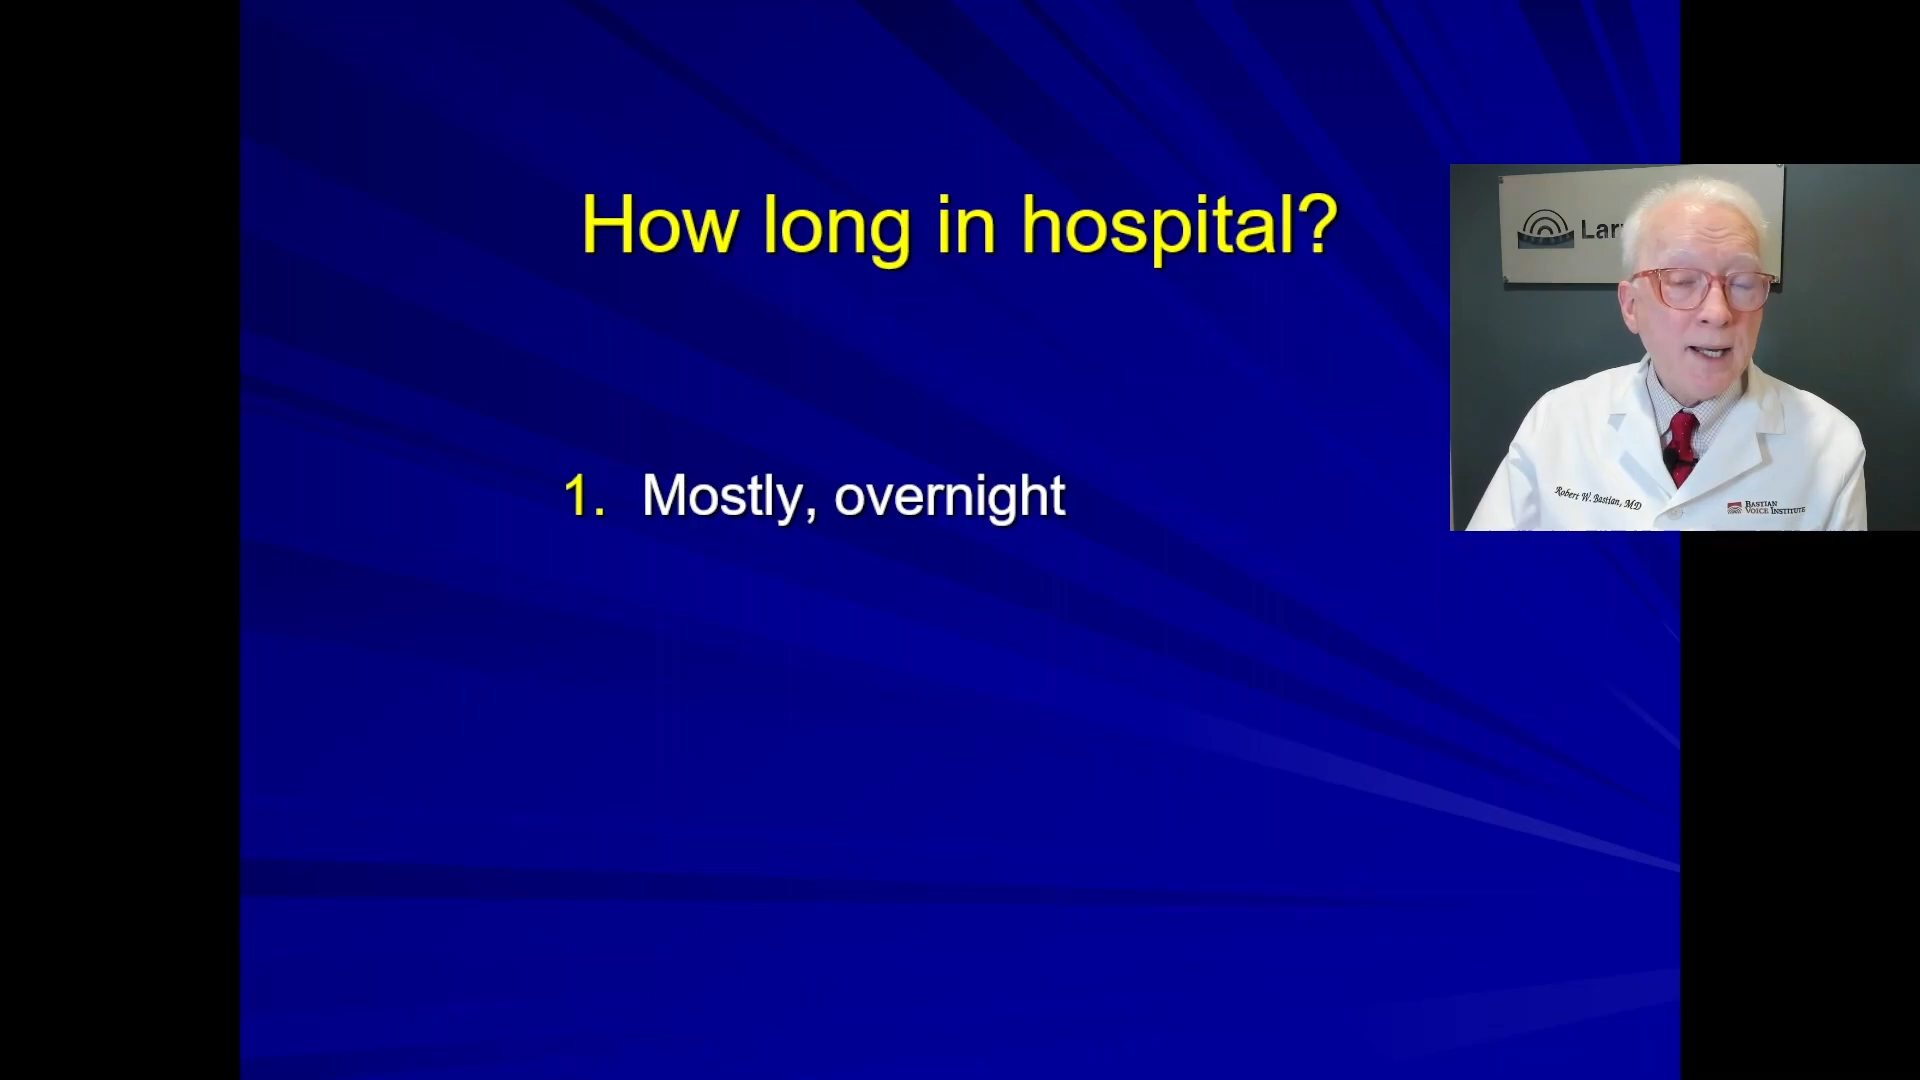 How long in hospital?
1. Mostly, overnight
Lar
Robert W. Bastian, MD
BASTIAN
VOICE INSTITUTE